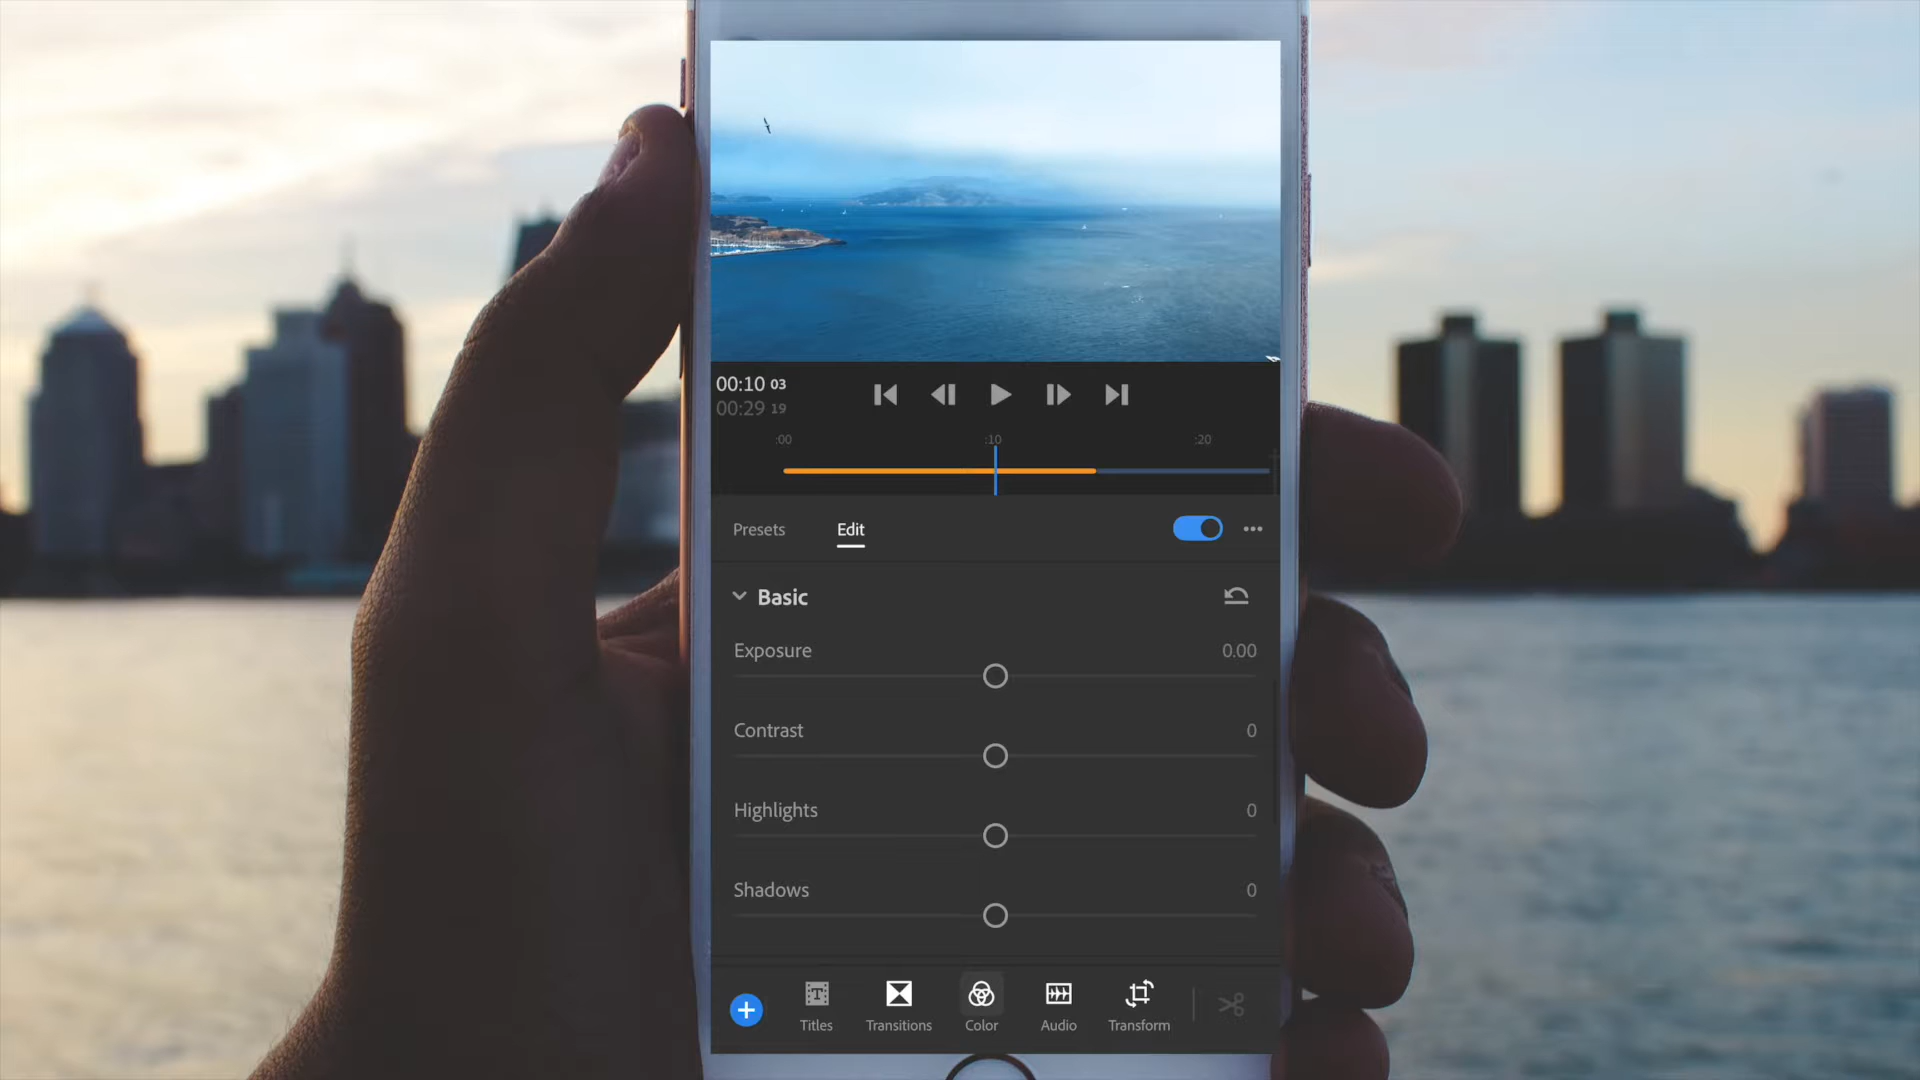 00:10 03
00:29 19
:00 :10 :20
Presets Edit
Basic
Exposure 0.00
Contrast 0
Highlights 0
Shadows 0
Titles Transitions Color Audio Transform